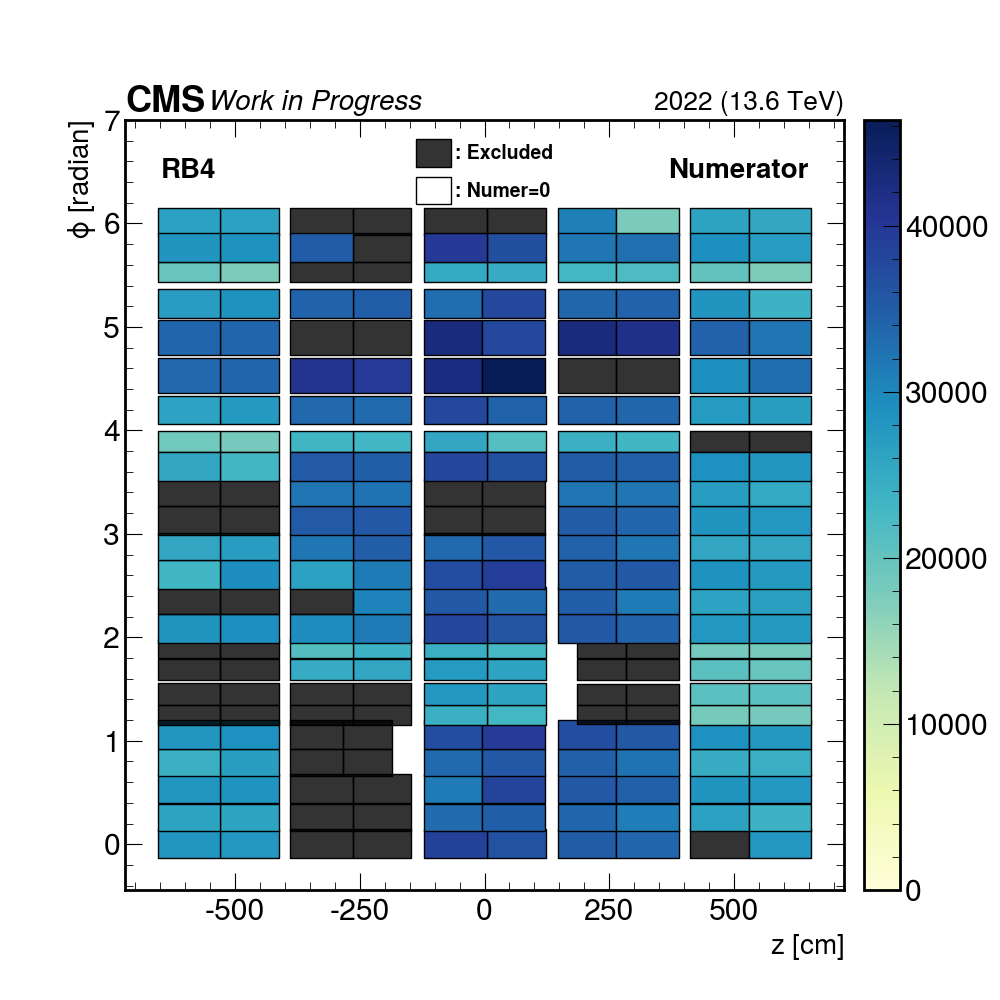 CMS Work in Progress 2022 (13.6 TeV)
RB4
: Excluded
: Numer=0
Numerator
ϕ [radian]
7
6
5
4
3
2
1
0
-500 -250 0 250 500
z [cm]
40000
30000
20000
10000
0